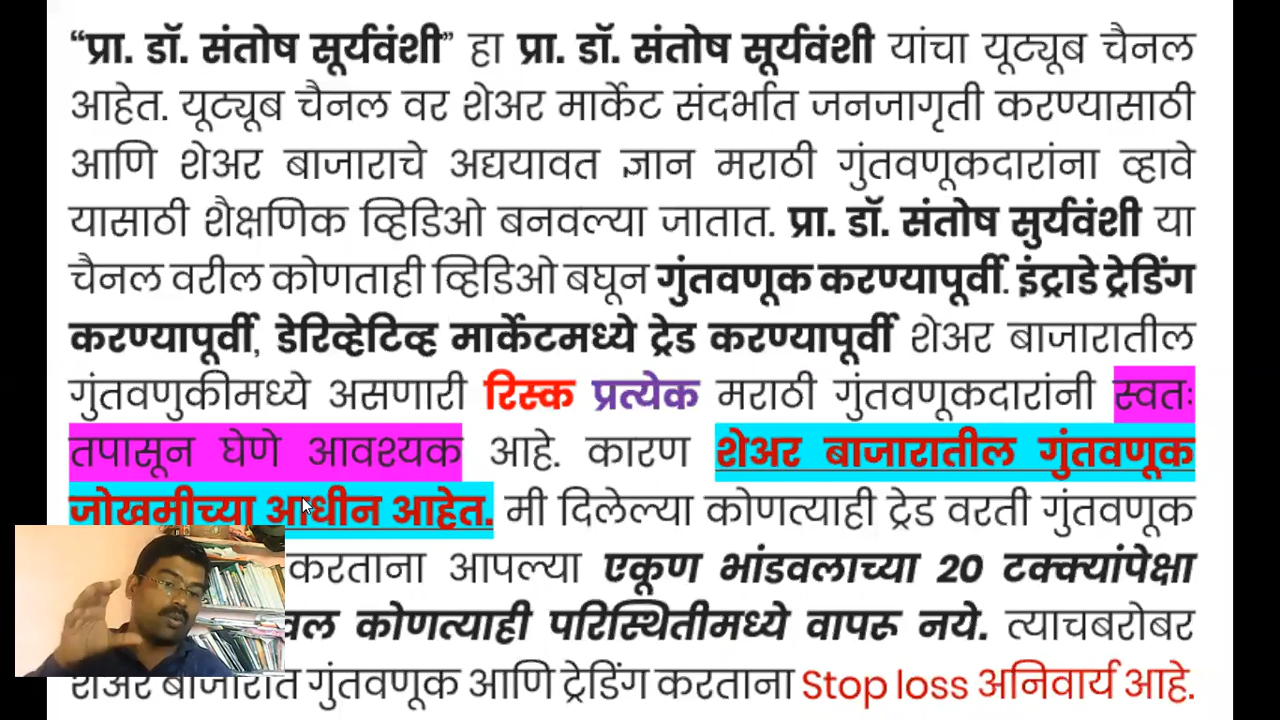 “प्रा. डॉ. संतोष सूर्यवंशी” हा प्रा. डॉ. संतोष सूर्यवंशी यांचा यूट्यूब चैनल
आहेत. यूट्यूब चैनल वर शेअर मार्केट संदर्भात जनजागृती करण्यासाठी
आणि शेअर बाजाराचे अद्ययावत ज्ञान मराठी गुंतवणूकदारांना व्हावे
यासाठी शैक्षणिक व्हिडिओ बनवल्या जातात. प्रा. डॉ. संतोष सुर्यवंशी या
चैनल वरील कोणताही व्हिडिओ बघून गुंतवणूक करण्यापूर्वी. इंट्राडे ट्रेडिंग
करण्यापूर्वी, डेरिव्हेटिव्ह मार्केटमध्ये ट्रेड करण्यापूर्वी शेअर बाजारातील
गुंतवणुकीमध्ये असणारी रिस्क प्रत्येक मराठी गुंतवणूकदारांनी स्वतः
तपासून घेणे आवश्यक आहे. कारण शेअर बाजारातील गुंतवणूक
जोखमीच्या आधीन आहेत. मी दिलेल्या कोणत्याही ट्रेड वरती गुंतवणूक
करताना आपल्या एकूण भांडवलाच्या 20 टक्क्यांपेक्षा
कोणत्याही परिस्थितीमध्ये वापरू नये. त्याचबरोबर
शेअर बाजारात गुंतवणूक आणि ट्रेडिंग करताना Stop loss अनिवार्य आहे.